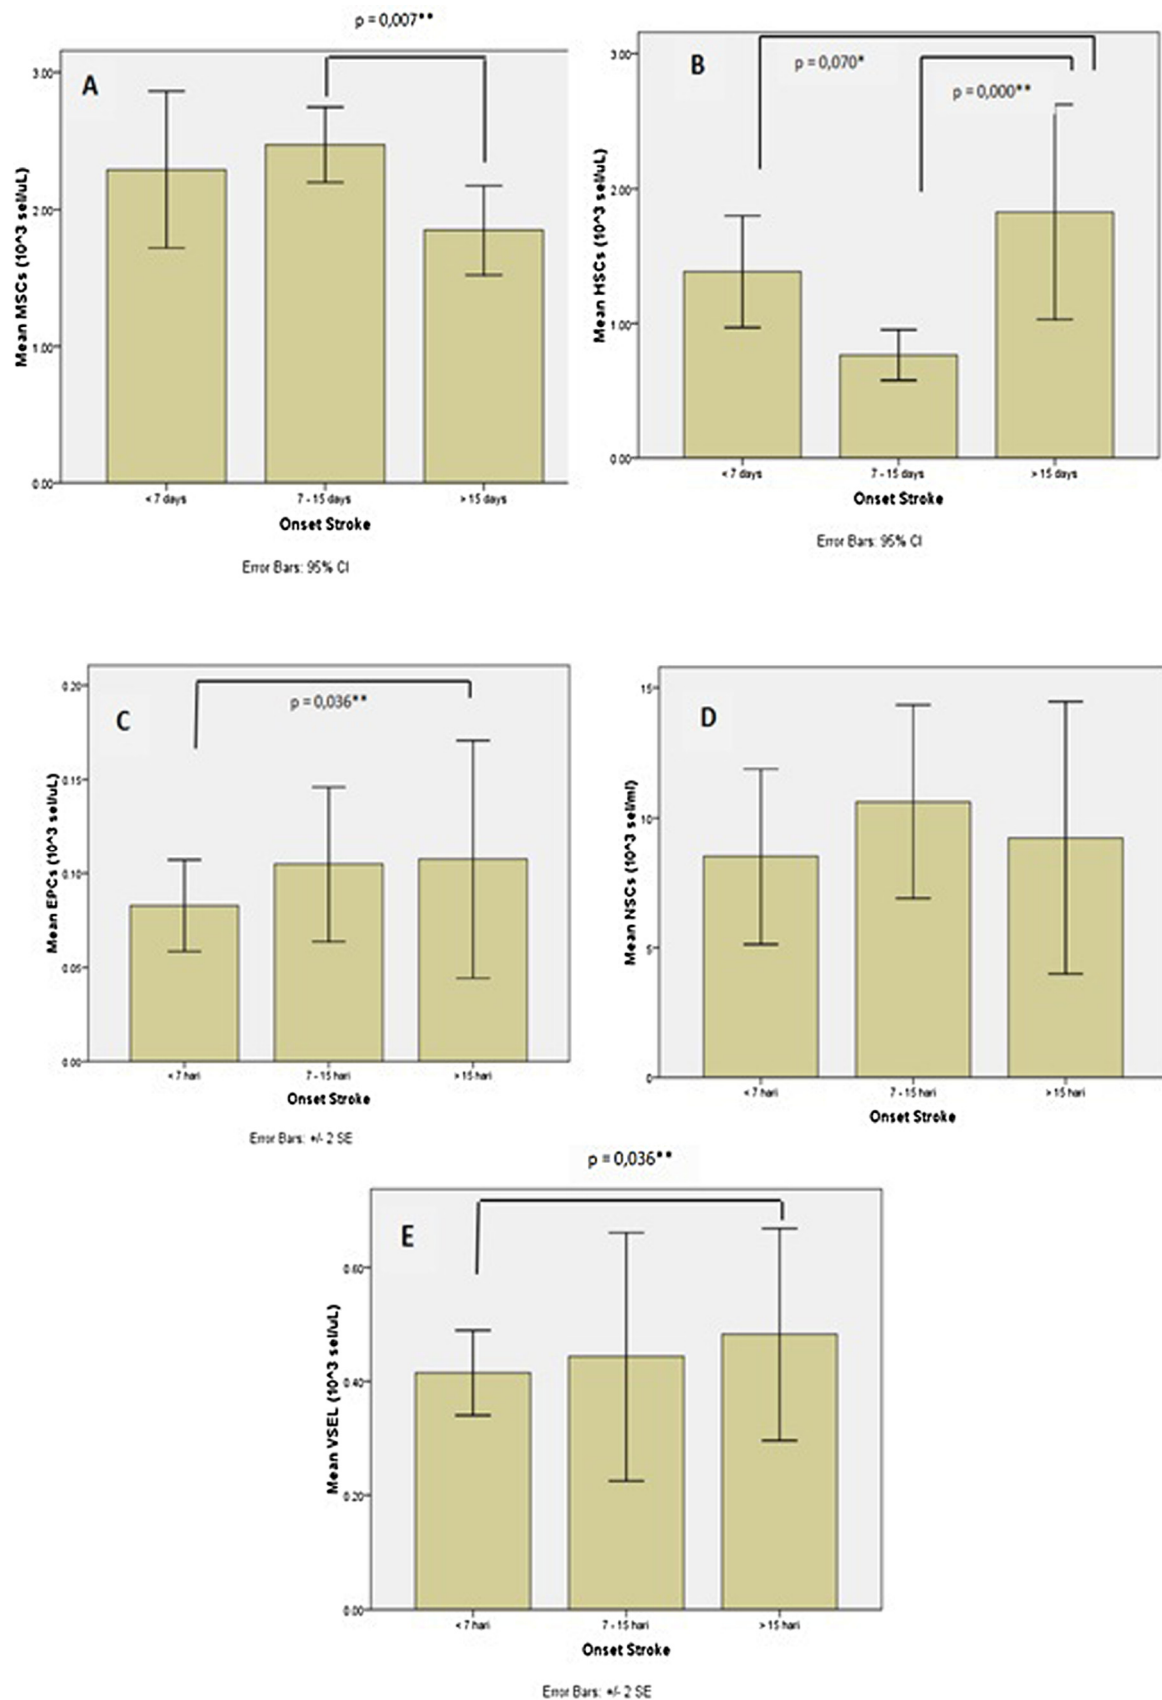 p = 0,007**
A
3.00
2.00
1.00
0.00
Mean MSCs (10^3 sel/uL)
< 7 days
7 - 15 days
> 15 days
Onset Stroke
Error Bars: 95% CI
B
p = 0,070*
p = 0,000**
3.00
2.00
1.00
0.00
Mean HSCs (10^3 sel/uL)
< 7 days
7 - 15 days
> 15 days
Onset Stroke
Error Bars: 95% CI
C
p = 0,036**
0.20
0.15
0.10
0.05
0.00
Mean EPCs (10^3 sel/uL)
< 7 hari
7 - 15 hari
> 15 hari
Onset Stroke
Error Bars: +/- 2 SE
D
15
10
5
0
Mean NSCs (10^3 sel/ml)
< 7 hari
7 - 15 hari
> 15 hari
Onset Stroke
p = 0,036**
E
0.60
0.40
0.20
0.00
Mean VSEL (10^3 sel/uL)
< 7 hari
7 - 15 hari
> 15 hari
Onset Stroke
Error Bars: +/- 2 SE